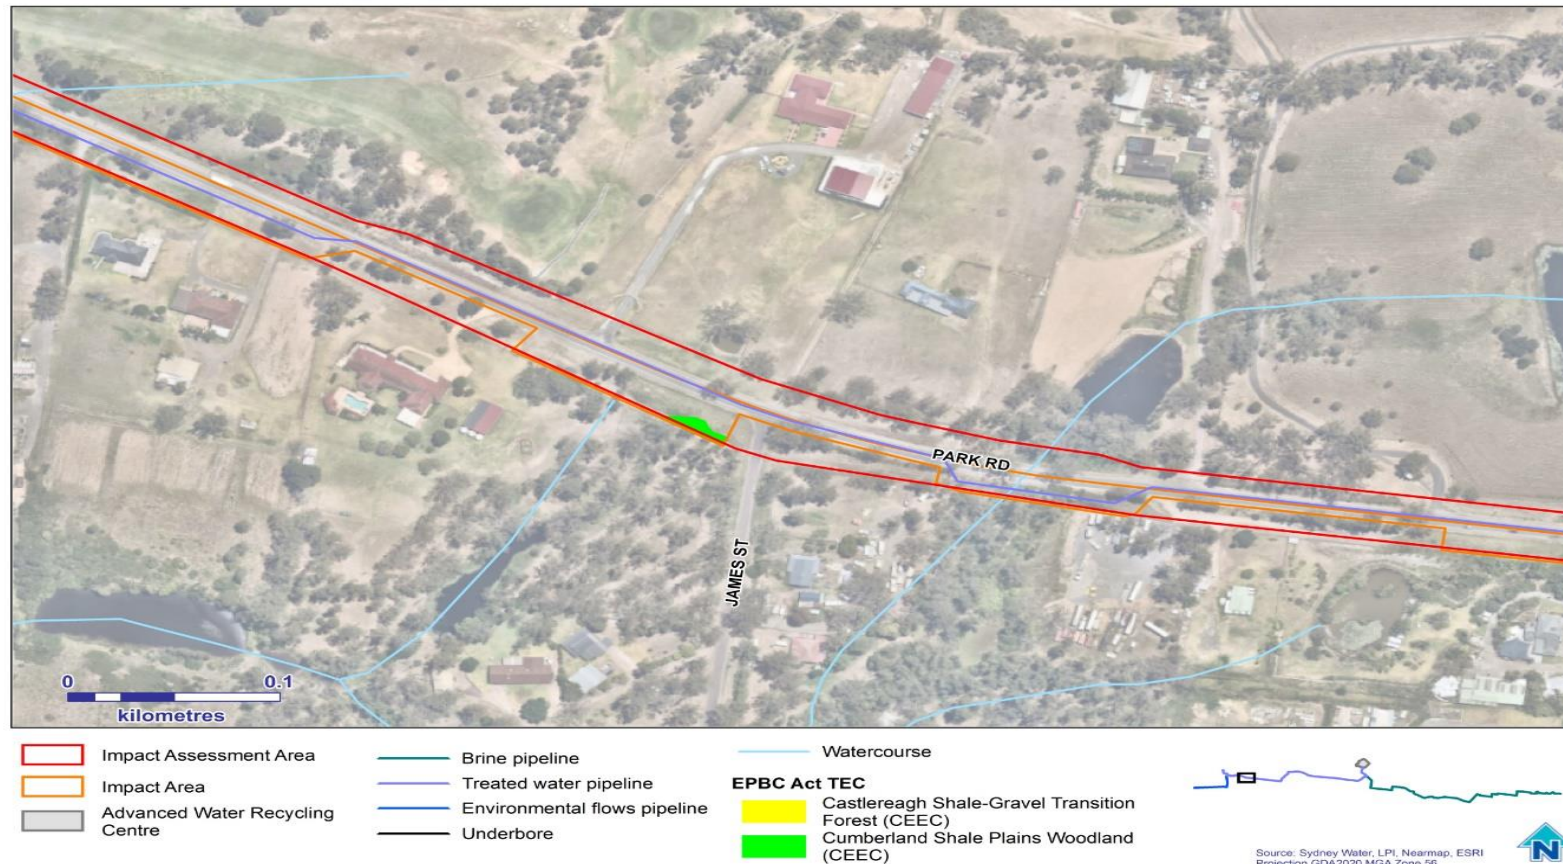 PARK RD
JAMES ST
0 0.1
kilometres
Impact Assessment Area
Impact Area
Advanced Water Recycling
Centre
Brine pipeline
Treated water pipeline
Environmental flows pipeline
Underbore
Watercourse
EPBC Act TEC
Castlereagh Shale-Gravel Transition
Forest (CEEC)
Cumberland Shale Plains Woodland
(CEEC)
Source: Sydney Water, LPI, Nearmap, ESRI
Projection GDA2020 MGA Zone 56
N